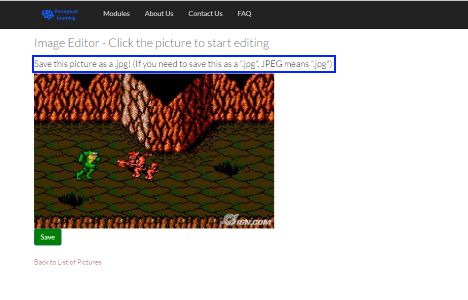 Perceptual
Learning
Modules About Us Contact Us FAQ
Image Editor - Click the picture to start editing
Save this picture as a .jpg! (If you need to save this as a ".jpg", JPEG means ".jpg")
IGN.COM
Save
Back to List of Pictures